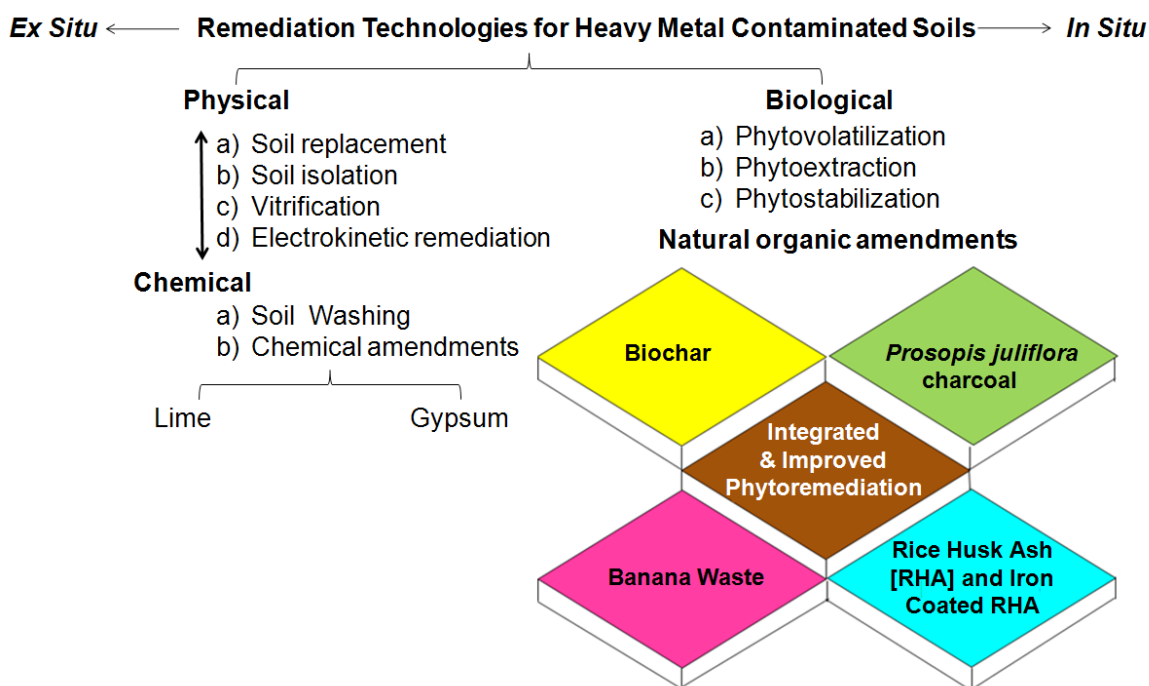 Ex Situ Remediation Technologies for Heavy Metal Contaminated Soils In Situ
Physical
a) Soil replacement
b) Soil isolation
c) Vitrification
d) Electrokinetic remediation
Chemical
a) Soil Washing
b) Chemical amendments
Lime Gypsum
Biological
a) Phytovolatilization
b) Phytoextraction
c) Phytostabilization
Natural organic amendments
Biochar
Prosopis juliflora
charcoal
Integrated
& Improved
Phytoremediation
Banana Waste
Rice Husk Ash
[RHA] and Iron
Coated RHA